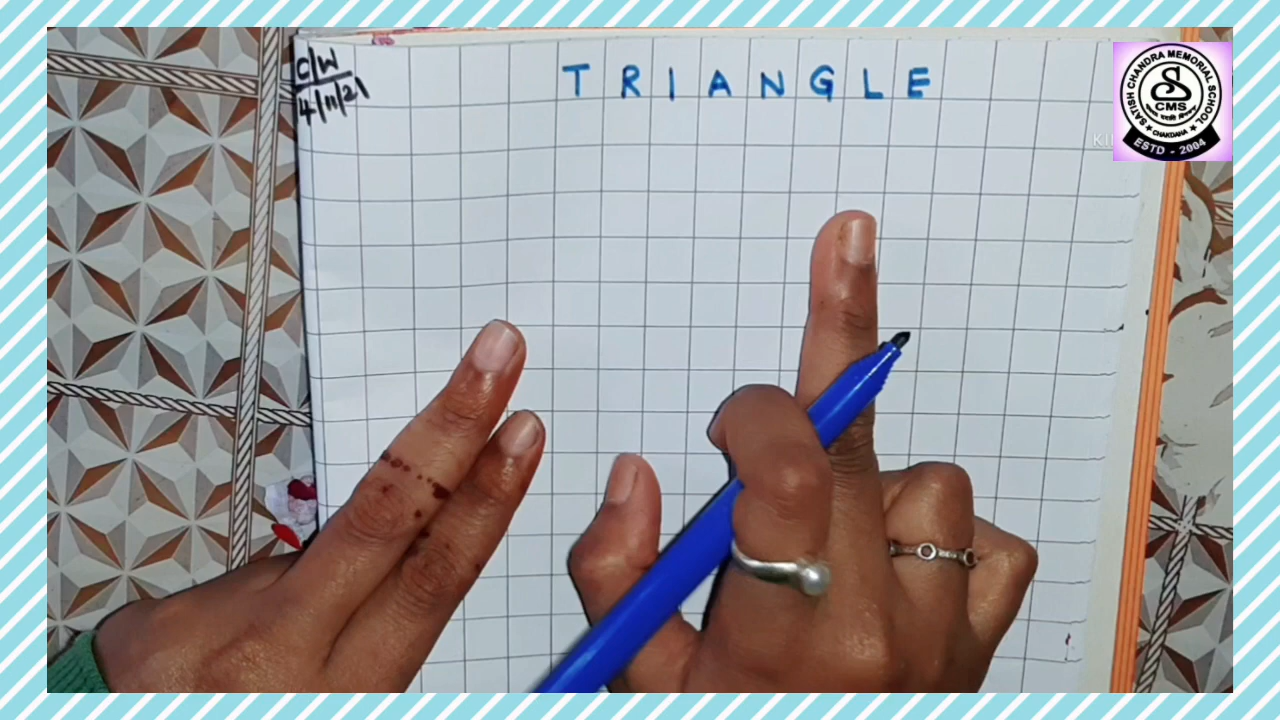 C/W
4/11/21
TRIANGLE
SATISH CHANDRA MEMORIAL SCHOOL
S
CMS
★ CHAKDAHA ★
ESTD - 2004